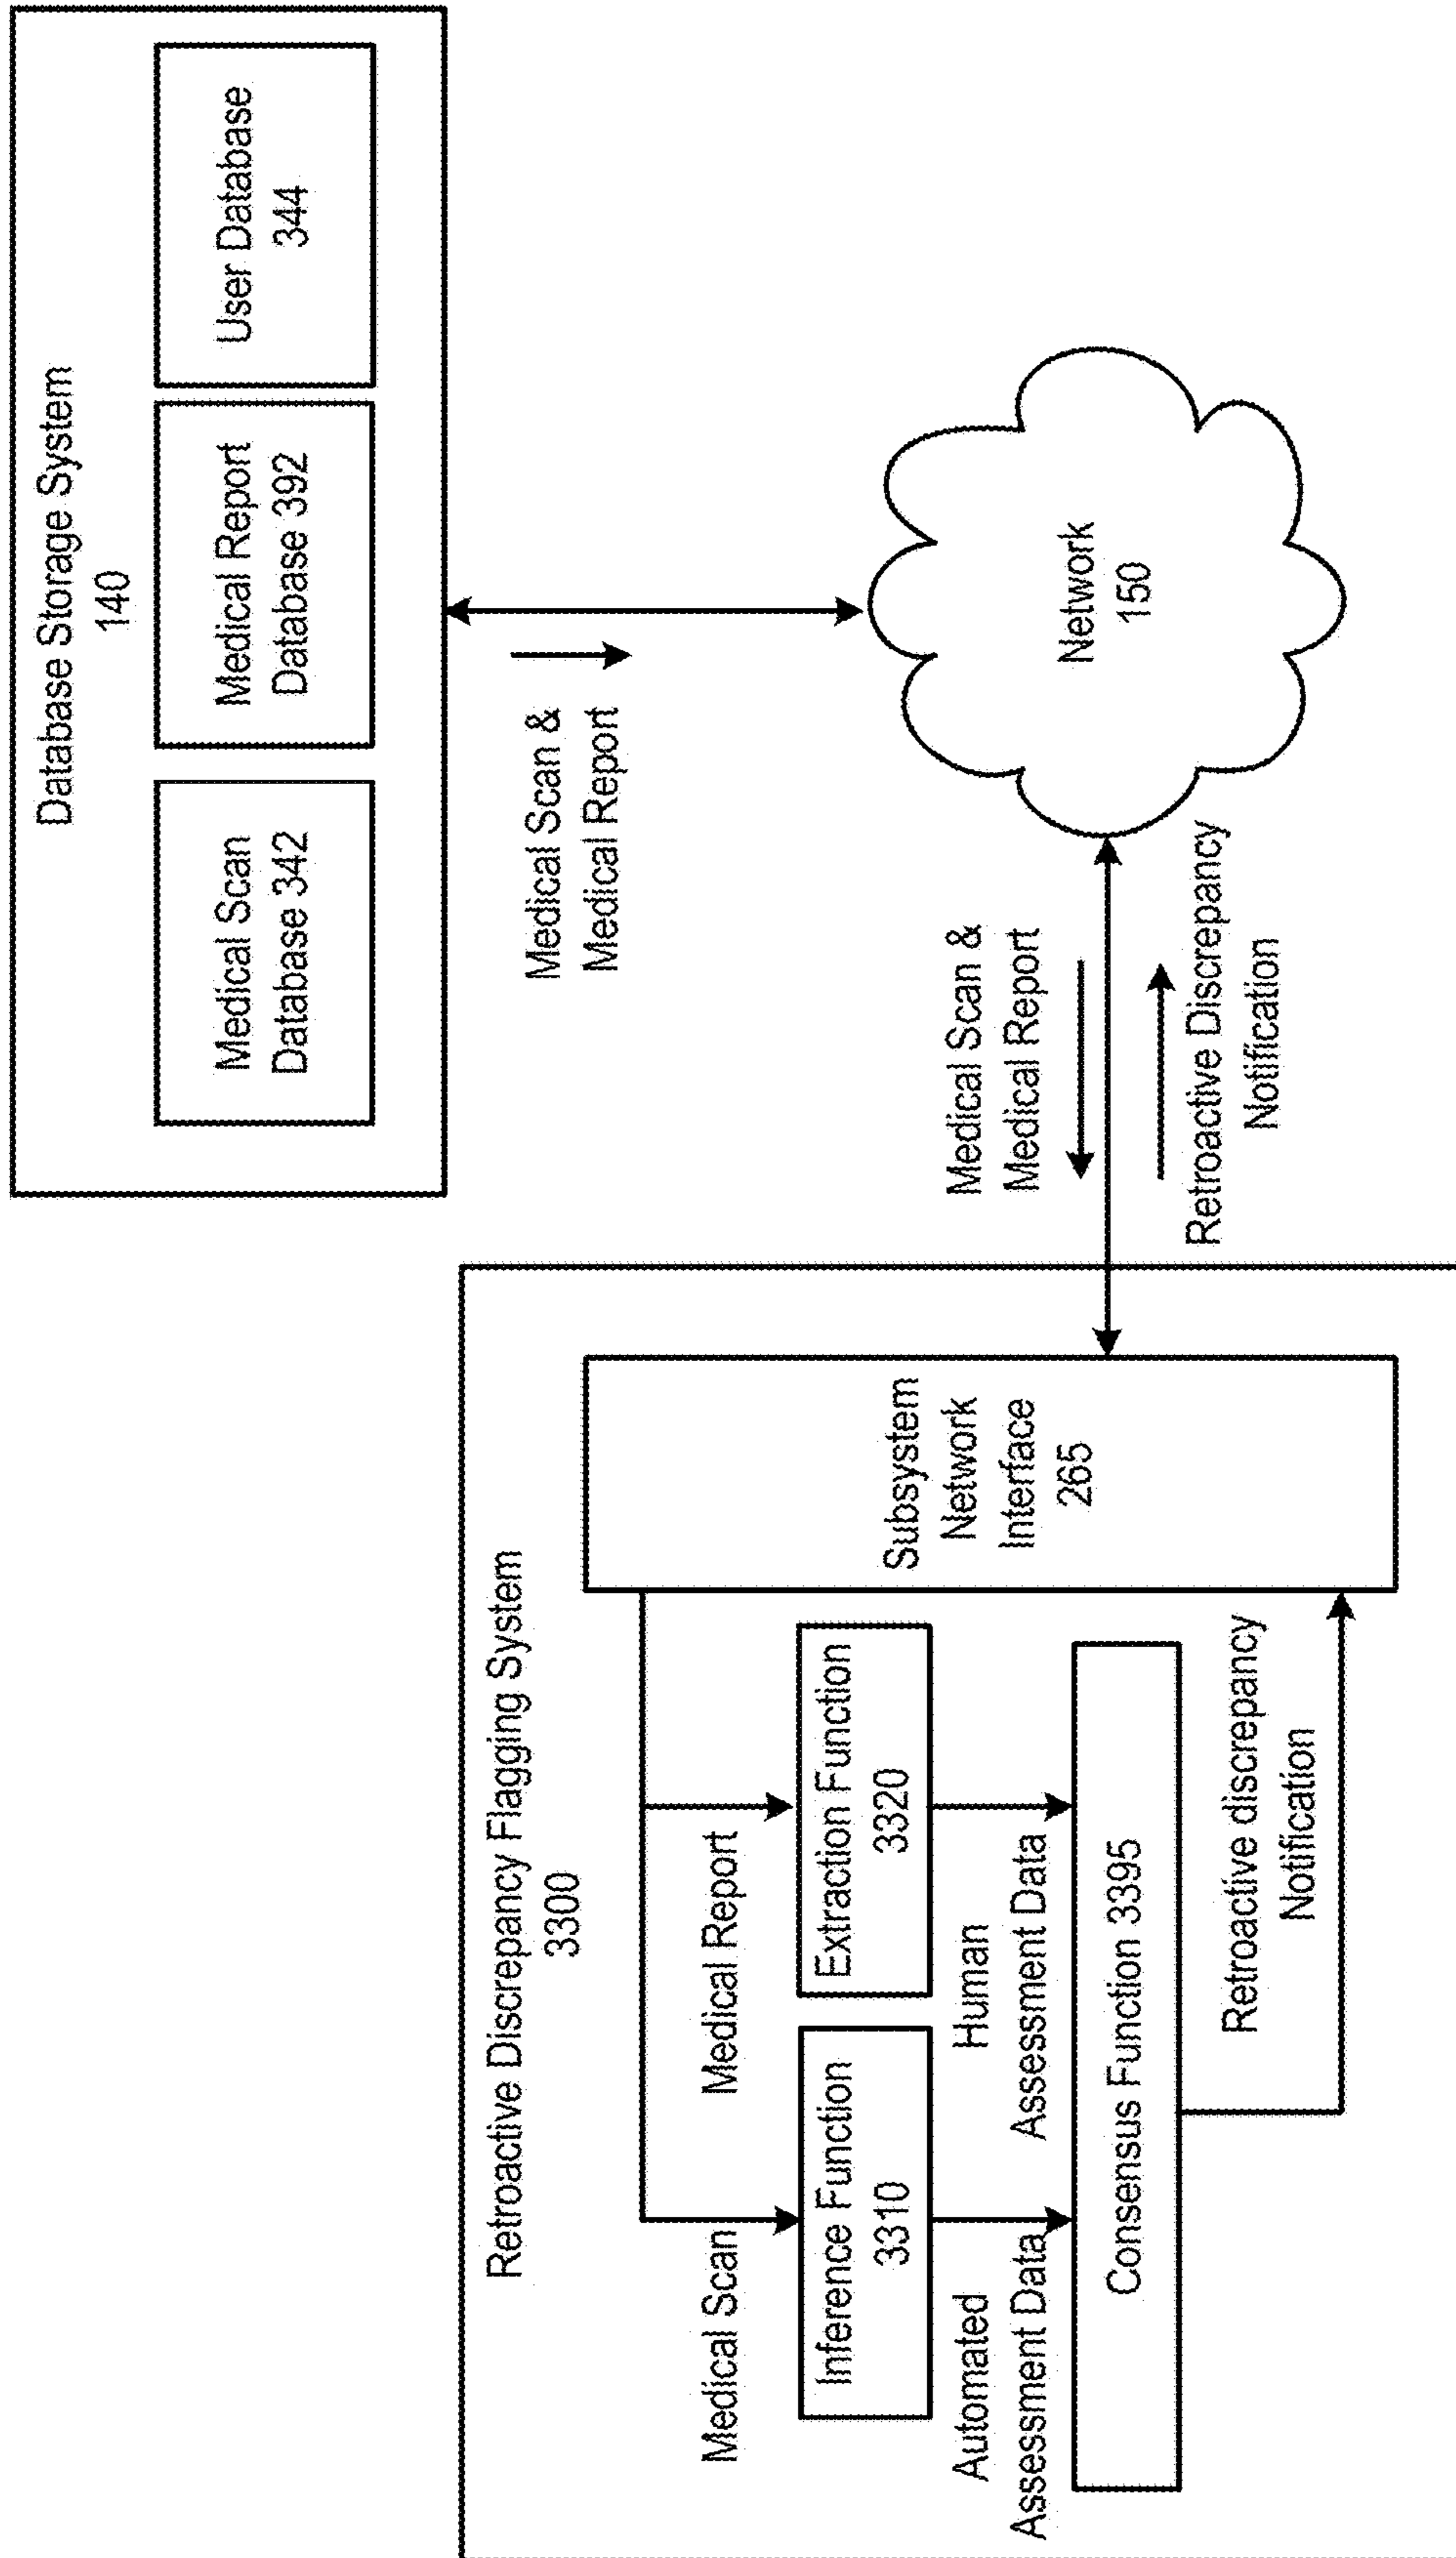 Retroactive Discrepancy Flagging System
3300
Medical Scan
Medical Report
Inference Function
3310
Extraction Function
3320
Automated
Assessment Data
Human
Assessment Data
Consensus Function 3395
Retroactive discrepancy
Notification
Subsystem
Network
Interface
265
Database Storage System
140
Medical Scan
Database 342
Medical Report
Database 392
User Database
344
Medical Scan &
Medical Report
Medical Scan &
Medical Report
Retroactive Discrepancy
Notification
Network
150